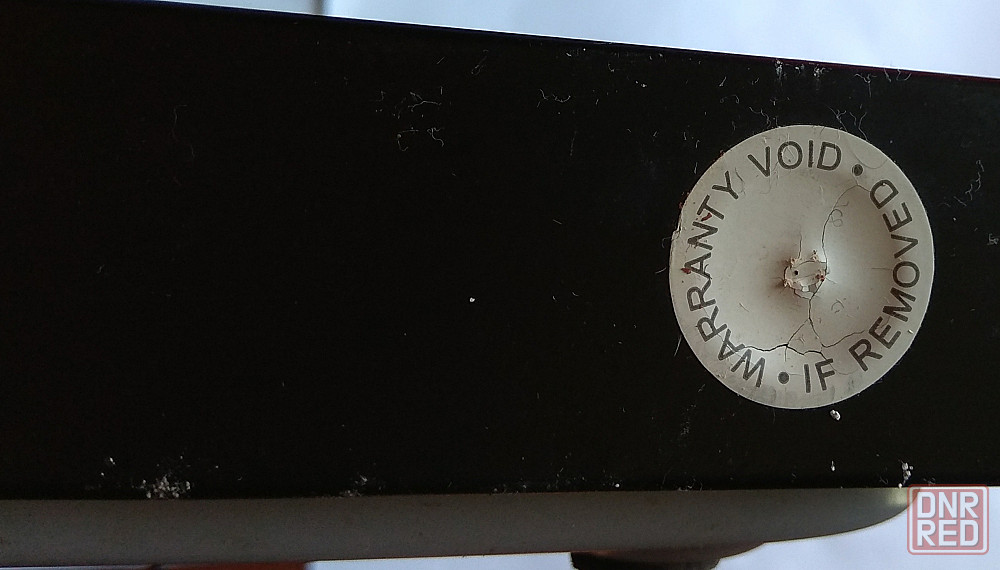 WARRANTY VOID • IF REMOVED •
DNR
RED